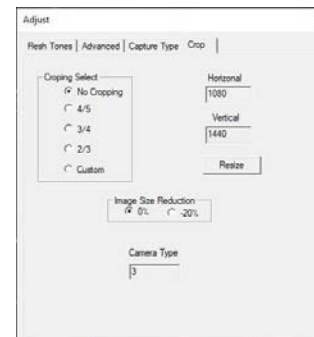 Adjust
Flesh Tones Advanced Capture Type Crop
Croping Select
No Cropping
4/5
3/4
2/3
Custom
Horizonal
1080
Vertical
1440
Resize
Image Size Reduction
0% -20%
Camera Type
3